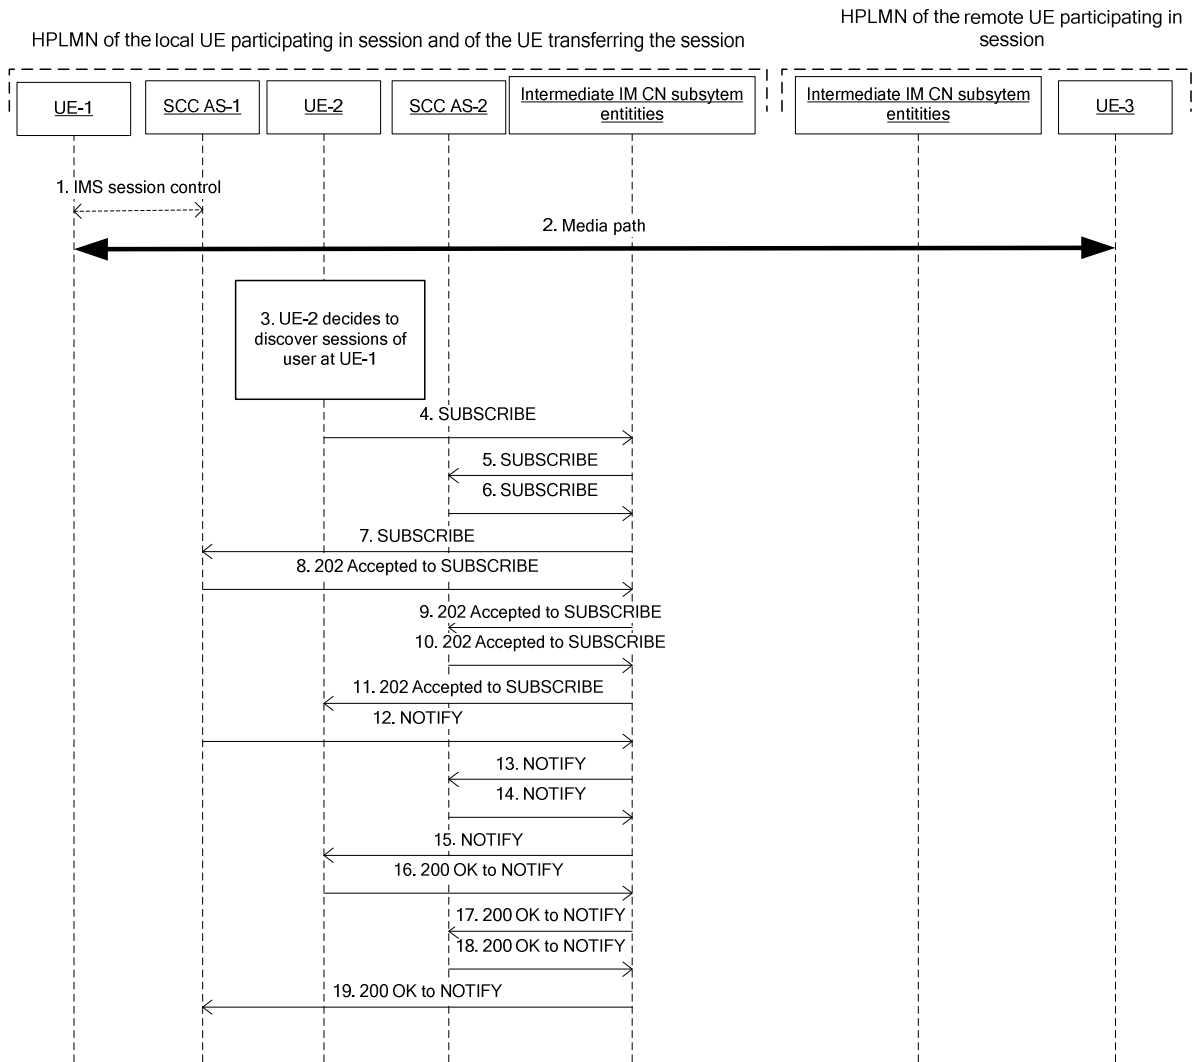 HPLMN of the local UE participating in session and of the UE transferring the session
HPLMN of the remote UE participating in
session
UE-1
SCC AS-1
UE-2
SCC AS-2
Intermediate IM CN subsytem
entitities
Intermediate IM CN subsytem
entitities
UE-3
1. IMS session control
2. Media path
3. UE-2 decides to
discover sessions of
user at UE-1
4. SUBSCRIBE
5. SUBSCRIBE
6. SUBSCRIBE
7. SUBSCRIBE
8. 202 Accepted to SUBSCRIBE
9. 202 Accepted to SUBSCRIBE
10. 202 Accepted to SUBSCRIBE
11. 202 Accepted to SUBSCRIBE
12. NOTIFY
13. NOTIFY
14. NOTIFY
15. NOTIFY
16. 200 OK to NOTIFY
17. 200 OK to NOTIFY
18. 200 OK to NOTIFY
19. 200 OK to NOTIFY